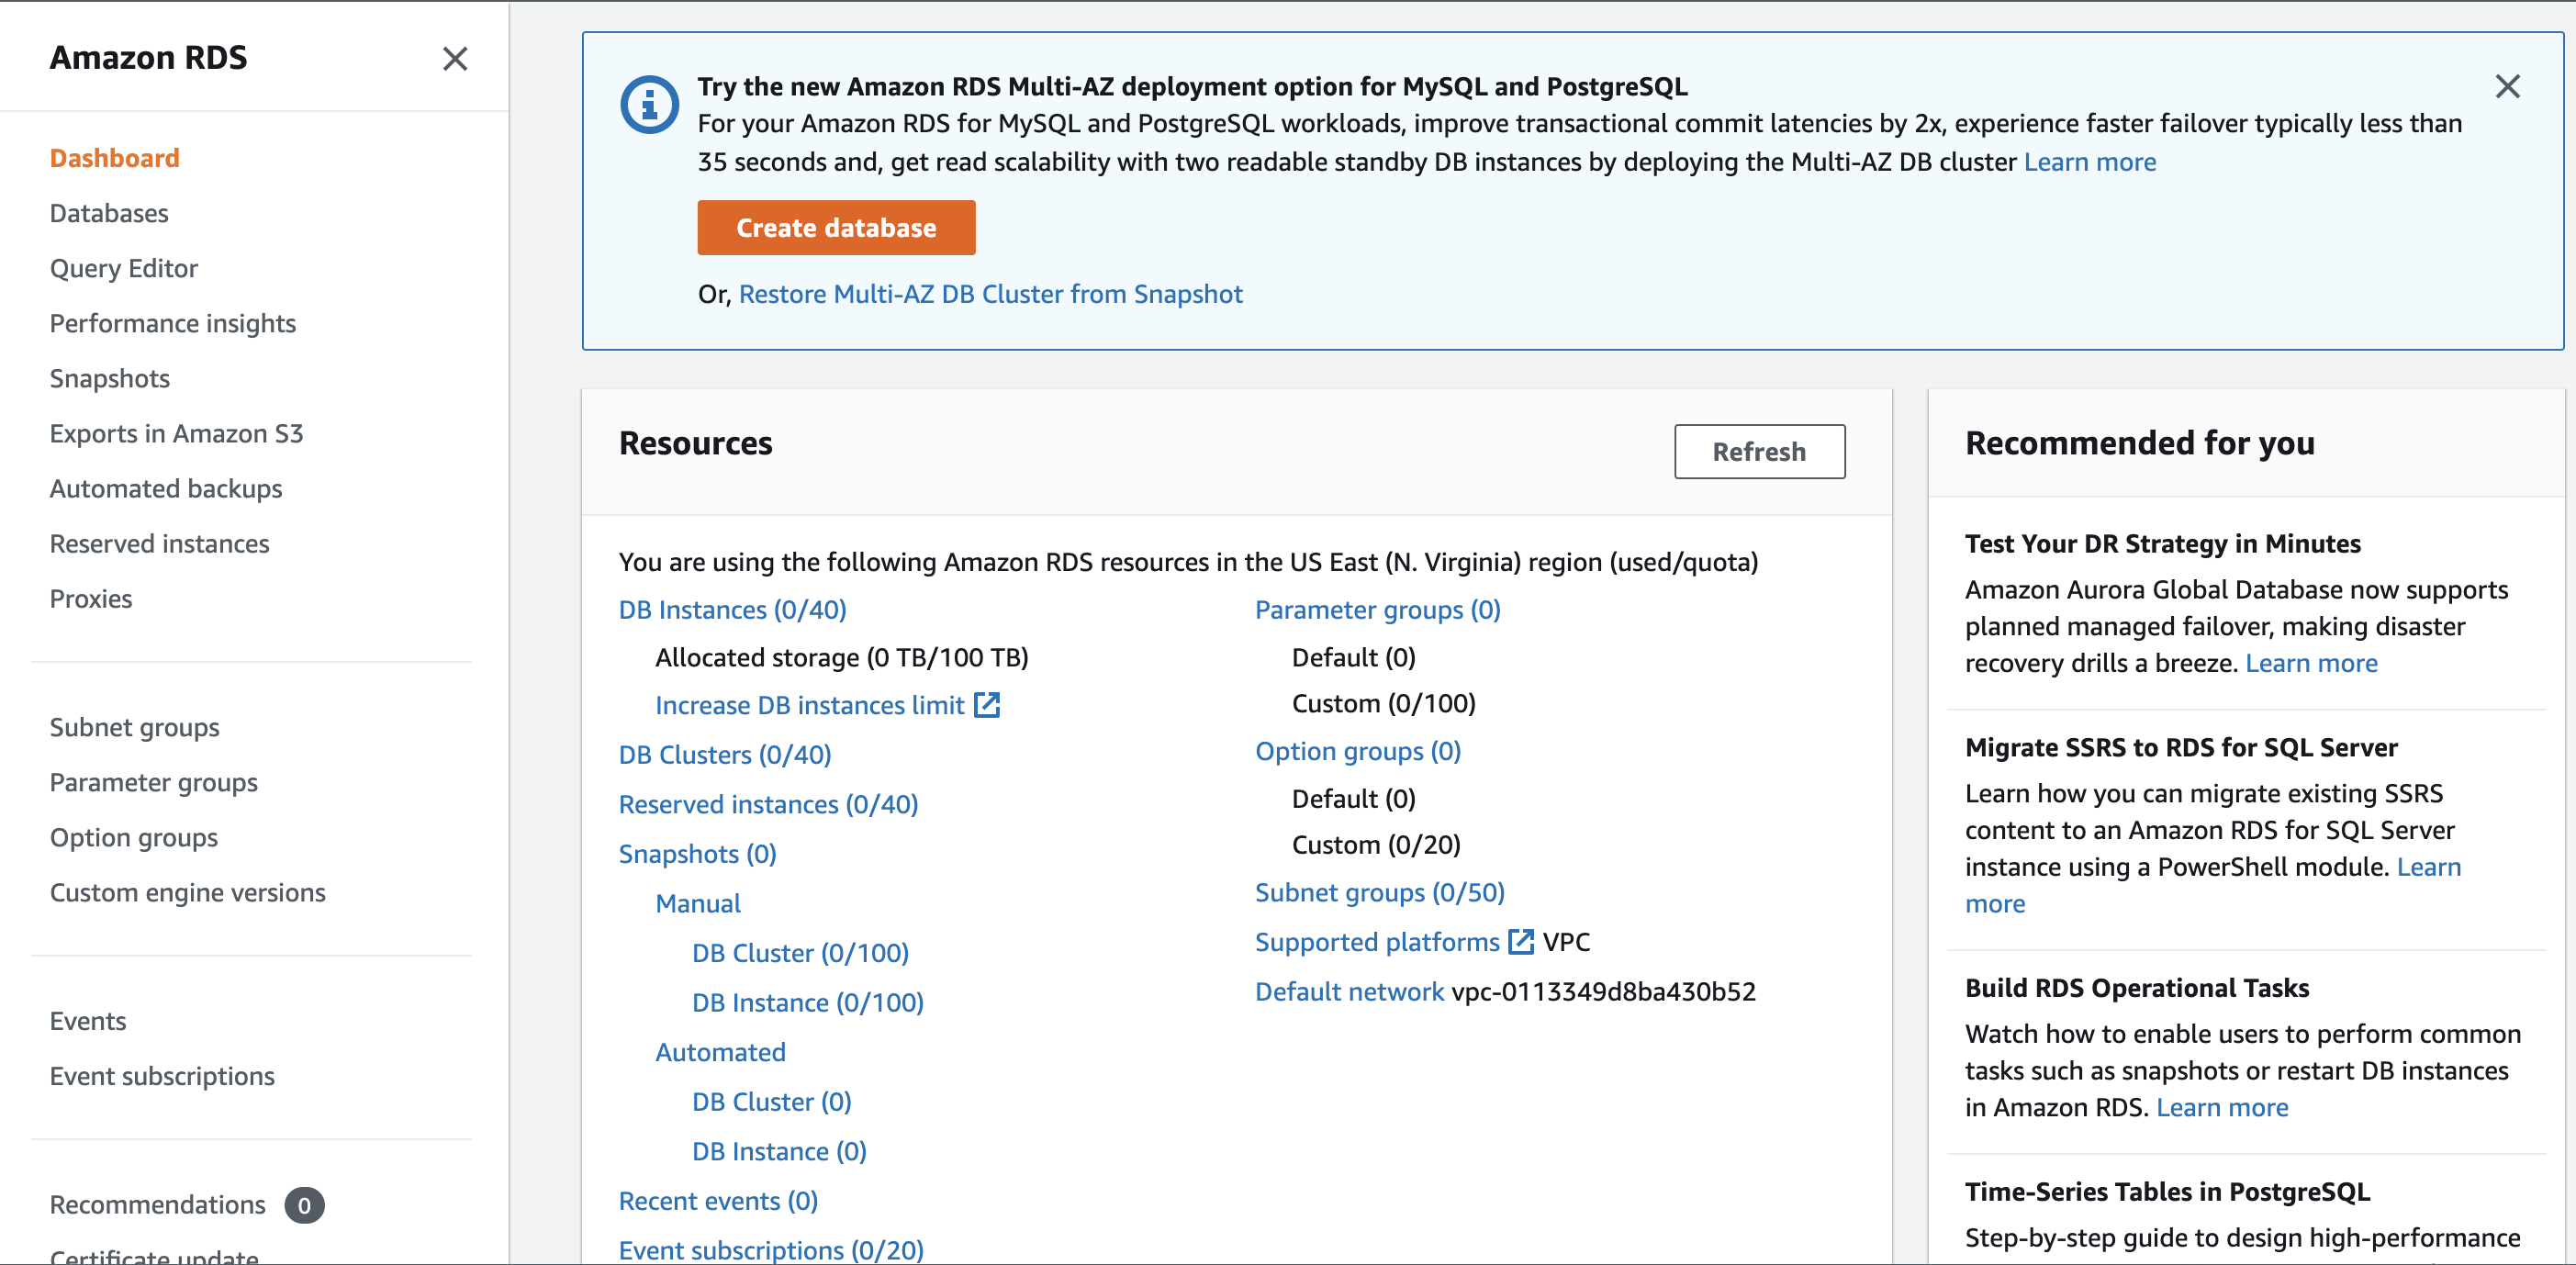 Amazon RDS
Dashboard
Databases
Query Editor
Performance insights
Snapshots
Exports in Amazon S3
Automated backups
Reserved instances
Proxies
Subnet groups
Parameter groups
Option groups
Custom engine versions
Events
Event subscriptions
Recommendations 0
Certificate update
Try the new Amazon RDS Multi-AZ deployment option for MySQL and PostgreSQL
For your Amazon RDS for MySQL and PostgreSQL workloads, improve transactional commit latencies by 2x, experience faster failover typically less than
35 seconds and, get read scalability with two readable standby DB instances by deploying the Multi-AZ DB cluster Learn more
Create database
Or, Restore Multi-AZ DB Cluster from Snapshot
Resources
Refresh
You are using the following Amazon RDS resources in the US East (N. Virginia) region (used/quota)
DB Instances (0/40)
Allocated storage (0 TB/100 TB)
Increase DB instances limit
DB Clusters (0/40)
Reserved instances (0/40)
Snapshots (0)
Manual
DB Cluster (0/100)
DB Instance (0/100)
Automated
DB Cluster (0)
DB Instance (0)
Recent events (0)
Event subscriptions (0/20)
Parameter groups (0)
Default (0)
Custom (0/100)
Option groups (0)
Default (0)
Custom (0/20)
Subnet groups (0/50)
Supported platforms VPC
Default network vpc-0113349d8ba430b52
Recommended for you
Test Your DR Strategy in Minutes
Amazon Aurora Global Database now supports
planned managed failover, making disaster
recovery drills a breeze. Learn more
Migrate SSRS to RDS for SQL Server
Learn how you can migrate existing SSRS
content to an Amazon RDS for SQL Server
instance using a PowerShell module. Learn
more
Build RDS Operational Tasks
Watch how to enable users to perform common
tasks such as snapshots or restart DB instances
in Amazon RDS. Learn more
Time-Series Tables in PostgreSQL
Step-by-step guide to design high-performance